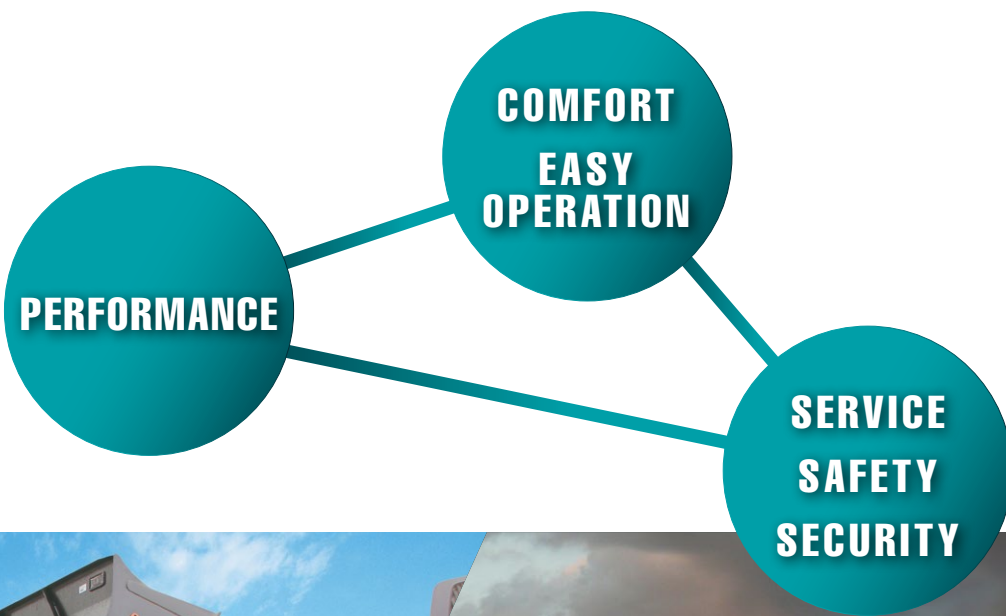 COMFORT
EASY
OPERATION
PERFORMANCE
SERVICE
SAFETY
SECURITY